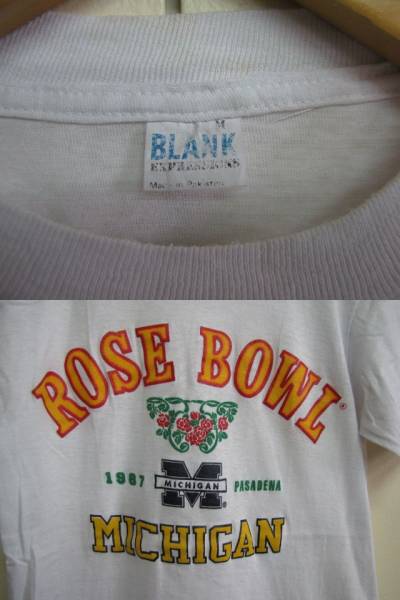 M
BLANK
EXPRESSIONS
Made in Pakistan
ROSE BOWL®
1987 MICHIGAN PASADENA
MICHIGAN